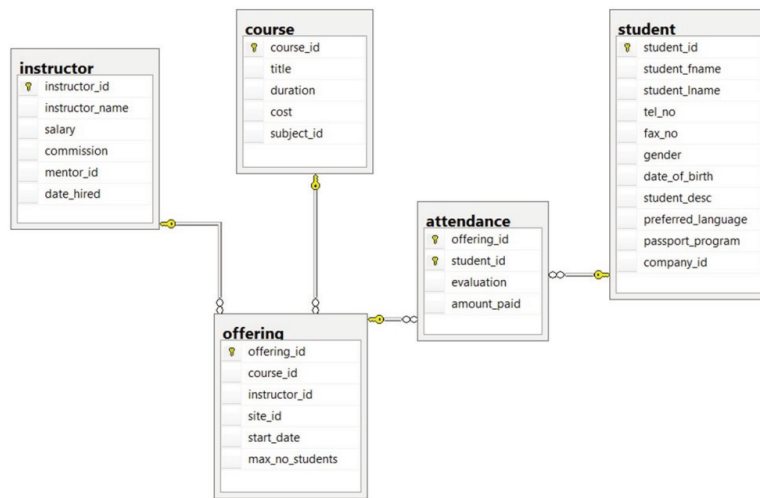 instructor
instructor_id
instructor_name
salary
commission
mentor_id
date_hired
course
course_id
title
duration
cost
subject_id
offering
offering_id
course_id
instructor_id
site_id
start_date
max_no_students
attendance
offering_id
student_id
evaluation
amount_paid
student
student_id
student_fname
student_lname
tel_no
fax_no
gender
date_of_birth
student_desc
preferred_language
passport_program
company_id